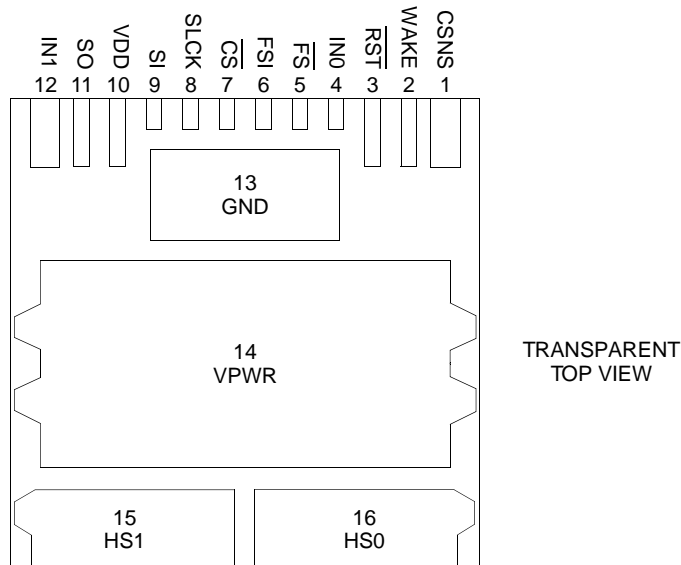 IN1
SO
VDD
SI
SLCK
CS
FSI
FS
IN0
RST
WAKE
CSNS
12 11 10 9 8 7 6 5 4 3 2 1
13
GND
14
VPWR
TRANSPARENT
TOP VIEW
15
HS1
16
HS0